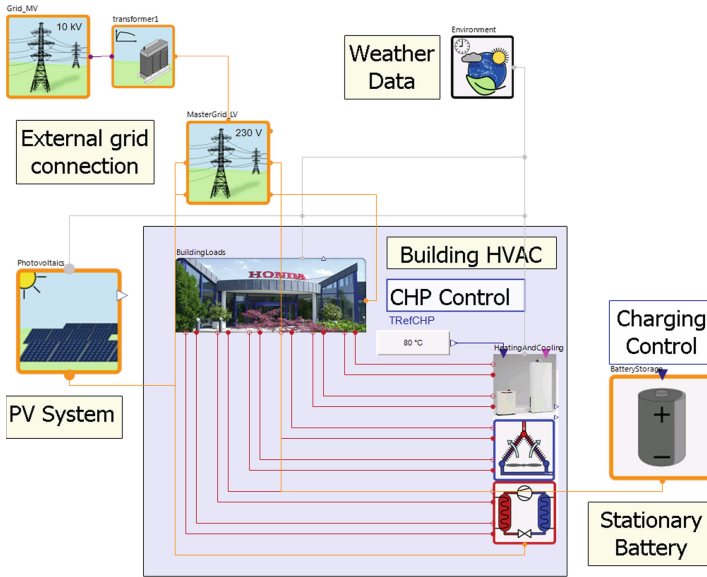 Grid_MV
10 kV
transformer1
Environment
Weather
Data
MasterGrid_LV
230 V
External grid
connection
Photovoltaics
BuildingLoads
HONDA
Building HVAC
CHP Control
TRefCHP
80 °C
HeatingAndCooling
Charging
Control
BatteryStorage
PV System
Stationary
Battery